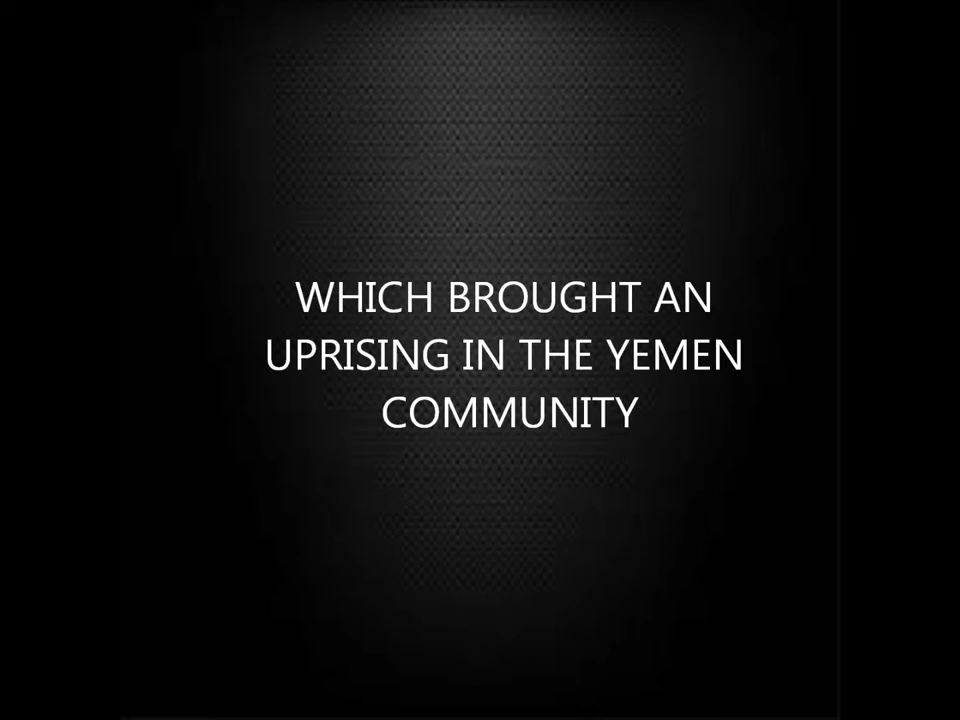 WHICH BROUGHT AN
UPRISING IN THE YEMEN
COMMUNITY